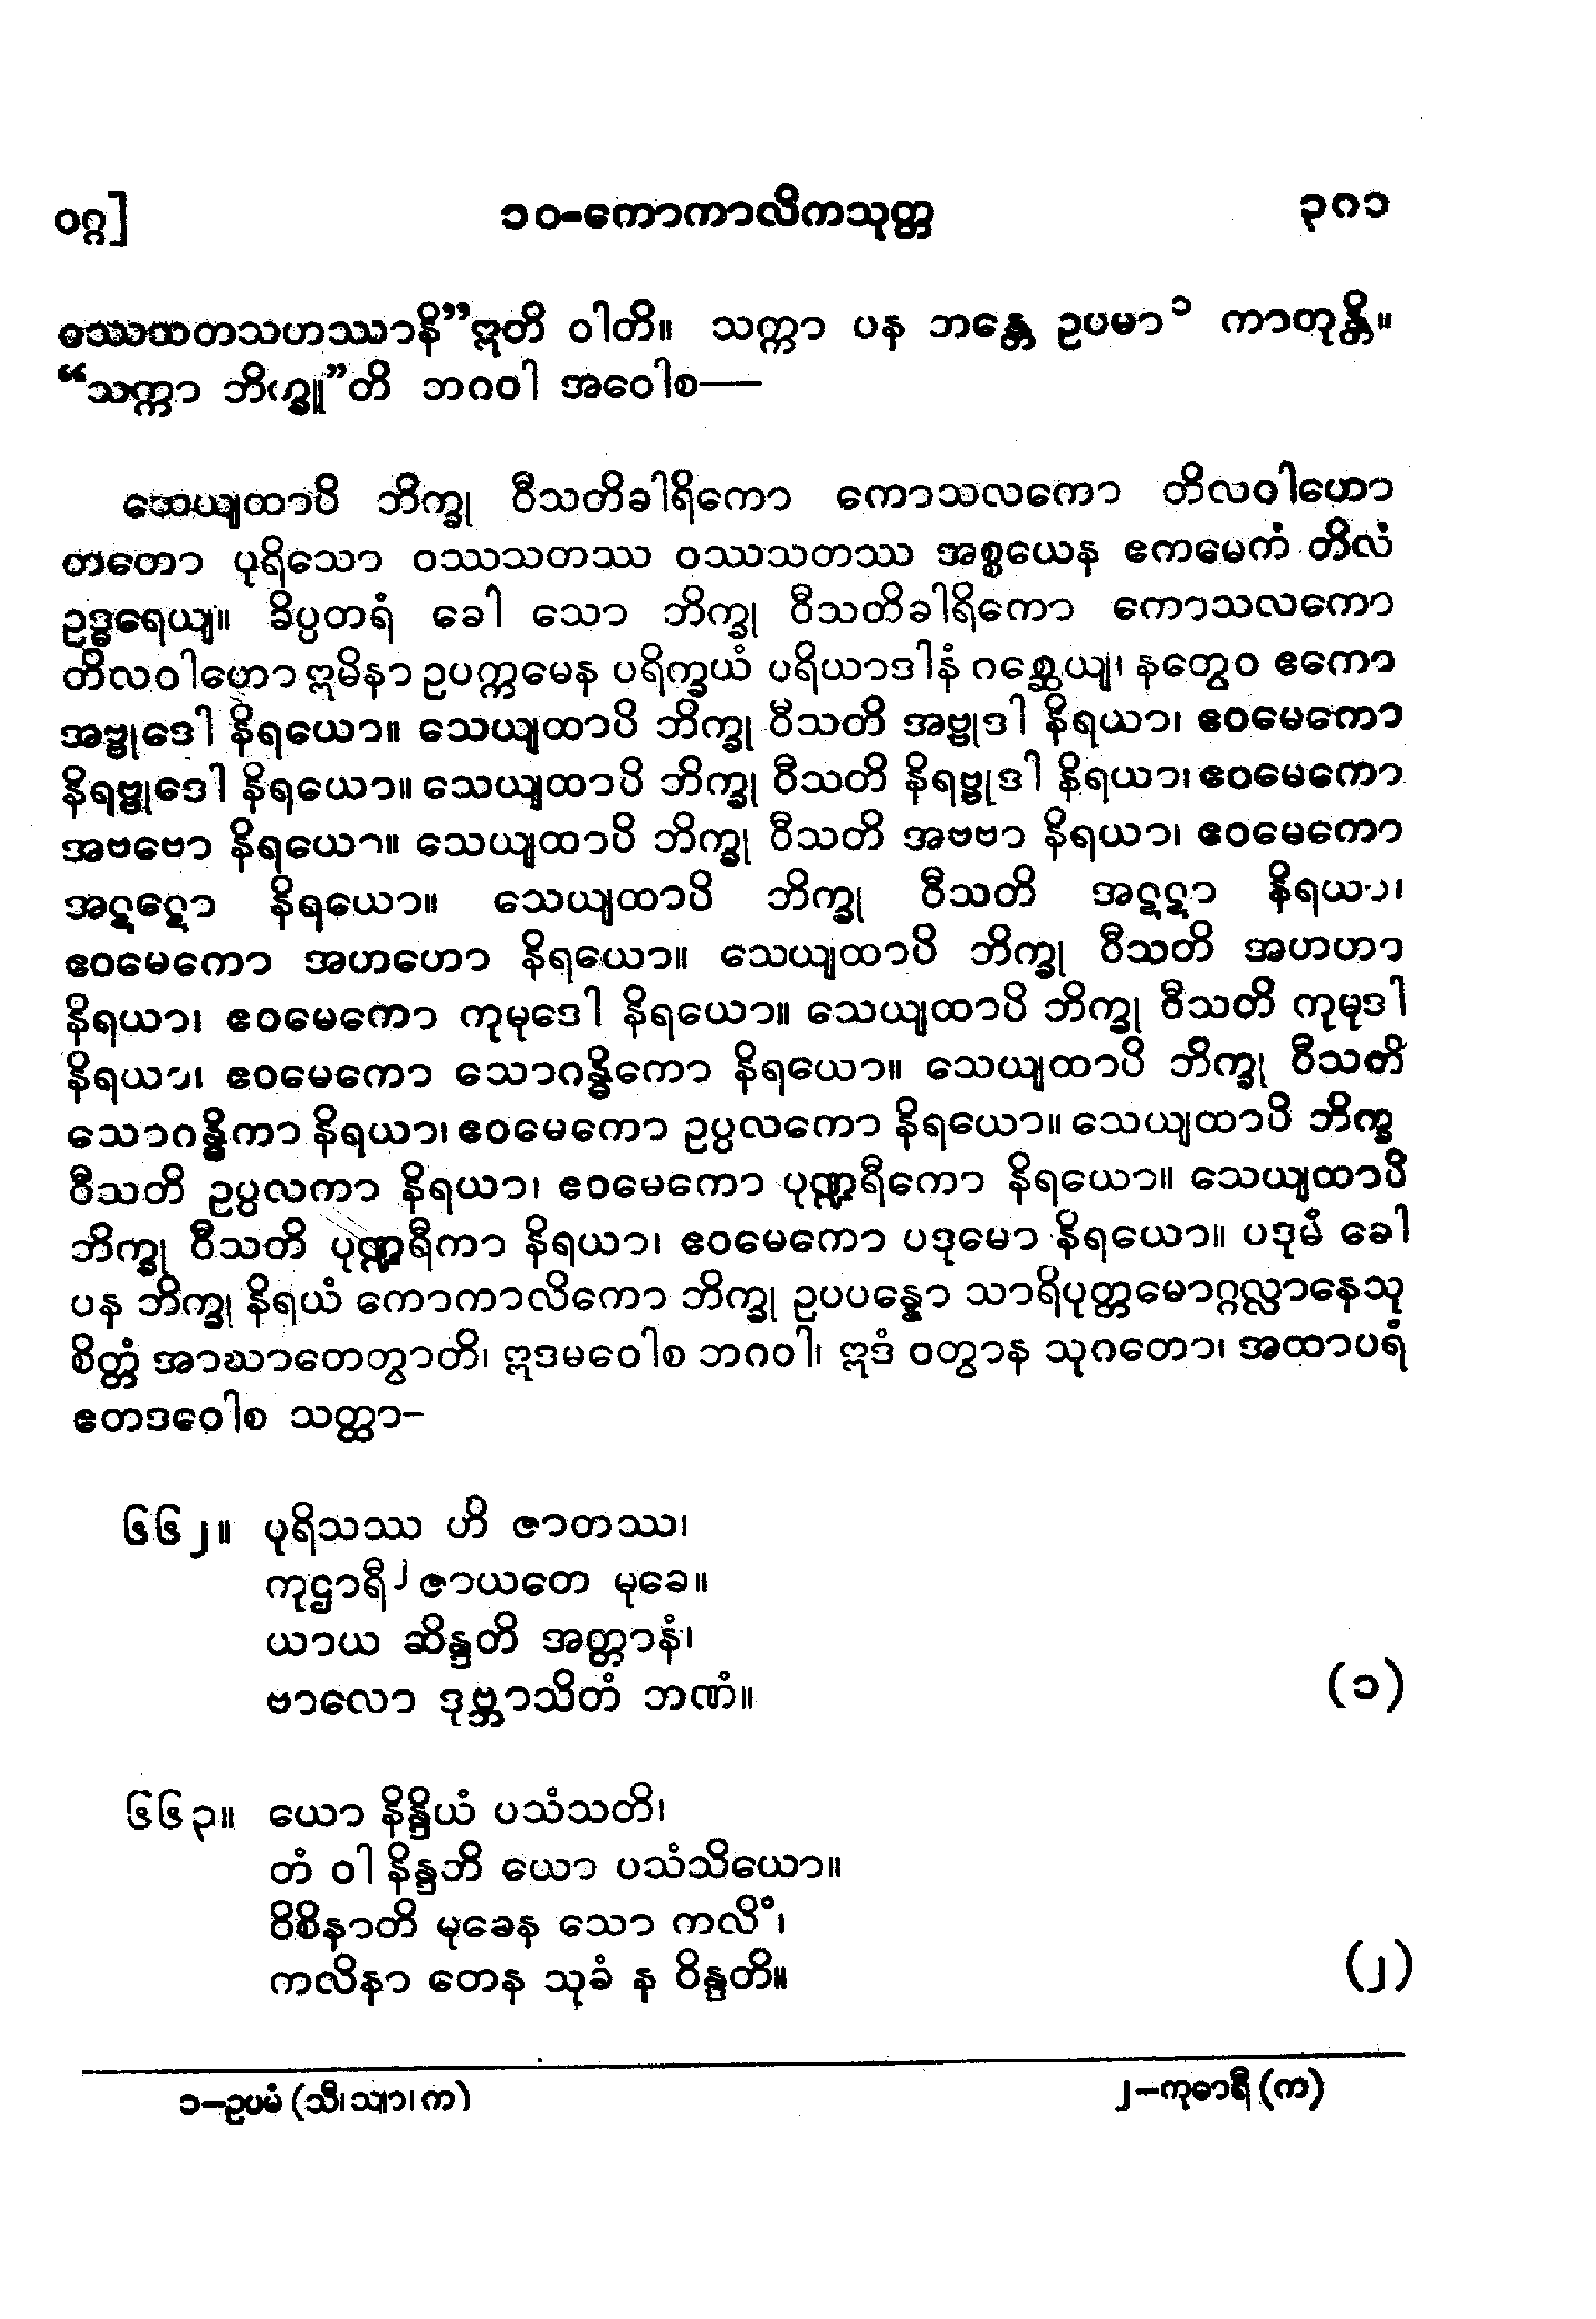 ဝဂ္ဂ] ၁၀-ကောကာလိကသုတ္တ ၃ဂ၁
ဝဿသတသဟဿာနိ”ဣတိ ဝါတိ။ သက္ကာ ပန ဘန္တေ ဥပမာ၁ ကာတုန္တိ။
“သက္ကာ ဘိက္ခူ”တိ ဘဂဝါ အဝေါစ—
သေယျထာပိ ဘိက္ခု ဝီသတိခါရိကော ကောသလကော တိလဝါဟော
တတော ပုရိသော ဝဿသတဿ ဝဿသတဿ အစ္စယေန ဧကမေကံ တိလံ
ဥဒ္ဓရေယျ။ ခိပ္ပတရံ ခေါ သော ဘိက္ခု ဝီသတိခါရိကော ကောသလကော
တိလဝါဟော ဣမိနာ ဥပက္ကမေန ပရိက္ခယံ ပရိယာဒါနံ ဂစ္ဆေယျ၊ နတွေဝ ဧကော
အဗ္ဗုဒေါ နိရယော။ သေယျထာပိ ဘိက္ခု ဝီသတိ အဗ္ဗုဒါ နိရယာ၊ ဧဝမေကော
နိရဗ္ဗုဒေါ နိရယော။ သေယျထာပိ ဘိက္ခု ဝီသတိ နိရဗ္ဗုဒါ နိရယာ၊ ဧဝမေကော
အဗဗော နိရယော။ သေယျထာပိ ဘိက္ခု ဝီသတိ အဗဗာ နိရယာ၊ ဧဝမေကော
အဋဋော နိရယော။ သေယျထာပိ ဘိက္ခု ဝီသတိ အဋဋာ နိရယာ၊
ဧဝမေကော အဟဟော နိရယော။ သေယျထာပိ ဘိက္ခု ဝီသတိ အဟဟာ
နိရယာ၊ ဧဝမေကော ကုမုဒေါ နိရယော။ သေယျထာပိ ဘိက္ခု ဝီသတိ ကုမုဒါ
နိရယာ၊ ဧဝမေကော သောဂန္ဓိကော နိရယော။ သေယျထာပိ ဘိက္ခု ဝီသတိ
သောဂန္ဓိကာ နိရယာ၊ ဧဝမေကော ဥပ္ပလကော နိရယော။ သေယျထာပိ ဘိက္ခု
ဝီသတိ ဥပ္ပလကာ နိရယာ၊ ဧဝမေကော ပုဏ္ဍရီကော နိရယော။ သေယျထာပိ
ဘိက္ခု ဝီသတိ ပုဏ္ဍရီကာ နိရယာ၊ ဧဝမေကော ပဒုမော နိရယော။ ပဒုမံ ခေါ
ပန ဘိက္ခု နိရယံ ကောကာလိကော ဘိက္ခု ဥပပန္နော သာရိပုတ္တမောဂ္ဂလ္လာနေသု
စိတ္တံ အာဃာတေတွာတိ၊ ဣဒမဝေါစ ဘဂဝါ၊ ဣဒံ ဝတွာန သုဂတော၊ အထာပရံ
ဧတဒဝေါစ သတ္ထာ-
၆၆၂။ ပုရိသဿ ဟိ ဇာတဿ၊
ကုဌာရီ၂ ဇာယတေ မုခေ။
ယာယ ဆိန္ဒတိ အတ္တာနံ၊
ဗာလော ဒုဗ္ဘာသိတံ ဘဏံ။ (၁)
၆၆၃။ ယော နိန္ဒိယံ ပသံသတိ၊
တံ ဝါ နိန္ဒတိ ယော ပသံသိယော။
ဝိစိနာတိ မုခေန သော ကလိံ၊
ကလိနာ တေန သုခံ န ဝိန္ဒတိ။ (၂)
၁-ဥပမံ (သီ၊ သျာ၊ က) ၂-ကုဓာရီ (က)